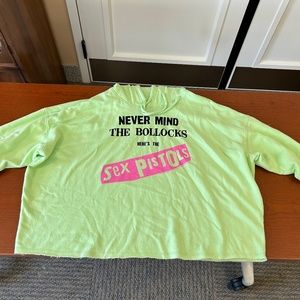 NEVER MIND
THE BOLLOCKS
HERE'S THE
Sex PISTOLS